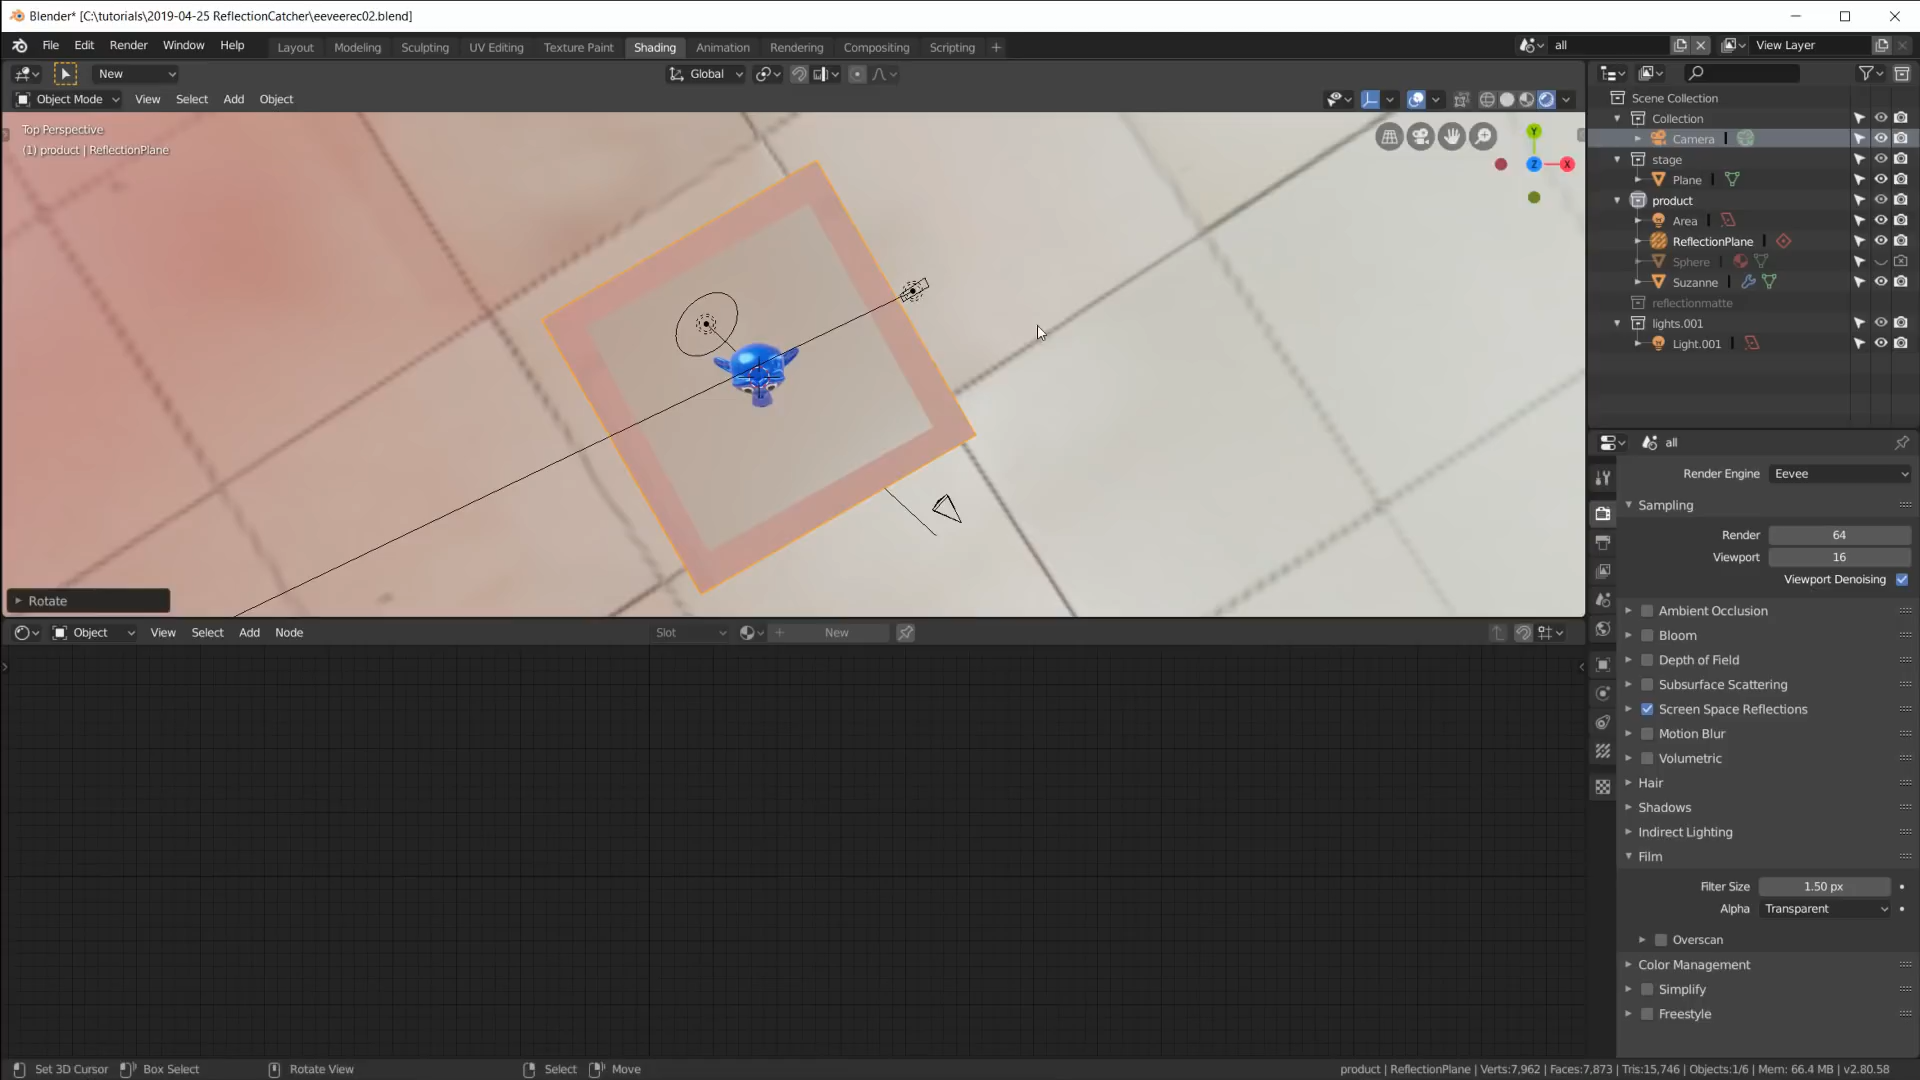 Blender* [C:\tutorials\2019-04-25 ReflectionCatcher\eeveerec02.blend]
File Edit Render Window Help Layout Modeling Sculpting UV Editing Texture Paint Shading Animation Rendering Compositing Scripting + all View Layer
New Global
Object Mode View Select Add Object
Top Perspective
(1) product | ReflectionPlane
Y
Z
X
Scene Collection
Collection
Camera
stage
Plane
product
Area
ReflectionPlane
Sphere
Suzanne
reflectionmatte
lights.001
Light.001
Rotate
all
Render Engine Eevee
Sampling
Render 64
Viewport 16
Viewport Denoising
Ambient Occlusion
Bloom
Depth of Field
Subsurface Scattering
Screen Space Reflections
Motion Blur
Volumetric
Hair
Shadows
Indirect Lighting
Film
Filter Size 1.50 px
Alpha Transparent
Overscan
Color Management
Simplify
Freestyle
Object View Select Add Node Slot New
Set 3D Cursor Box Select Rotate View Select Move product | ReflectionPlane | Verts:7,962 | Faces:7,873 | Tris:15,746 | Objects:1/6 | Mem: 66.4 MB | v2.80.58